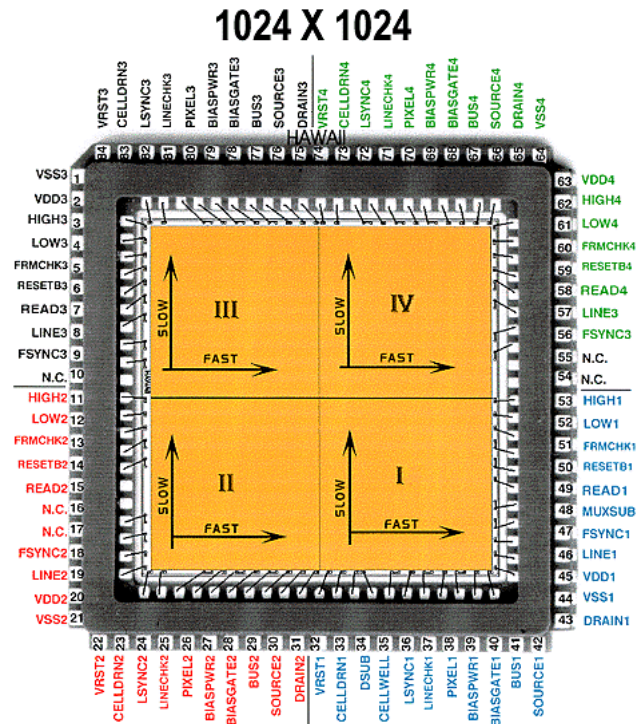 1024 X 1024
VRST3
CELLDRN3
LSYNC3
LINECHK3
PIXEL3
BIASPWR3
BIASGATE3
BUS3
SOURCE3
DRAIN3
VRST4
CELLDRN4
LSYNC4
LINECHK4
PIXEL4
BIASPWR4
BIASGATE4
BUS4
SOURCE4
DRAIN4
VSS4
HAWAII
84 83 82 81 80 79 78 77 76 75 74 73 72 71 70 69 68 67 66 65 64
VSS3 1
VDD3 2
HIGH3 3
LOW3 4
FRMCHK3 5
RESETB3 6
READ3 7
LINE3 8
FSYNC3 9
N.C. 10
HIGH2 11
LOW2 12
FRMCHK2 13
RESETB2 14
READ2 15
N.C. 16
N.C. 17
FSYNC2 18
LINE2 19
VDD2 20
VSS2 21
63 VDD4
62 HIGH4
61 LOW4
60 FRMCHK4
59 RESETB4
58 READ4
57 LINE3
56 FSYNC3
55 N.C.
54 N.C.
53 HIGH1
52 LOW1
51 FRMCHK1
50 RESETB1
49 READ1
48 MUXSUB
47 FSYNC1
46 LINE1
45 VDD1
44 VSS1
43 DRAIN1
III
SLOW
FAST
IV
SLOW
FAST
II
SLOW
FAST
I
SLOW
FAST
22 23 24 25 26 27 28 29 30 31 32 33 34 35 36 37 38 39 40 41 42
VRST2
CELLDRN2
LSYNC2
LINECHK2
PIXEL2
BIASPWR2
BIASGATE2
BUS2
SOURCE2
DRAIN2
VRST1
CELLDRN1
DSUB
CELLWELL
LSYNC1
LINECHK1
PIXEL1
BIASPWR1
BIASGATE1
BUS1
SOURCE1